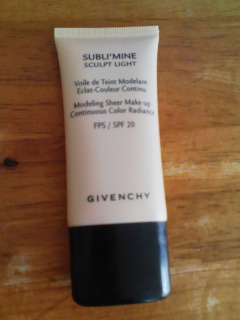 SUBLI'MINE
SCULPT LIGHT
Voile de Teint Modelant
Eclat-Couleur Continu
Modeling Sheer Make-up
Continuous Color Radiance
FPS / SPF 20
GIVENCHY